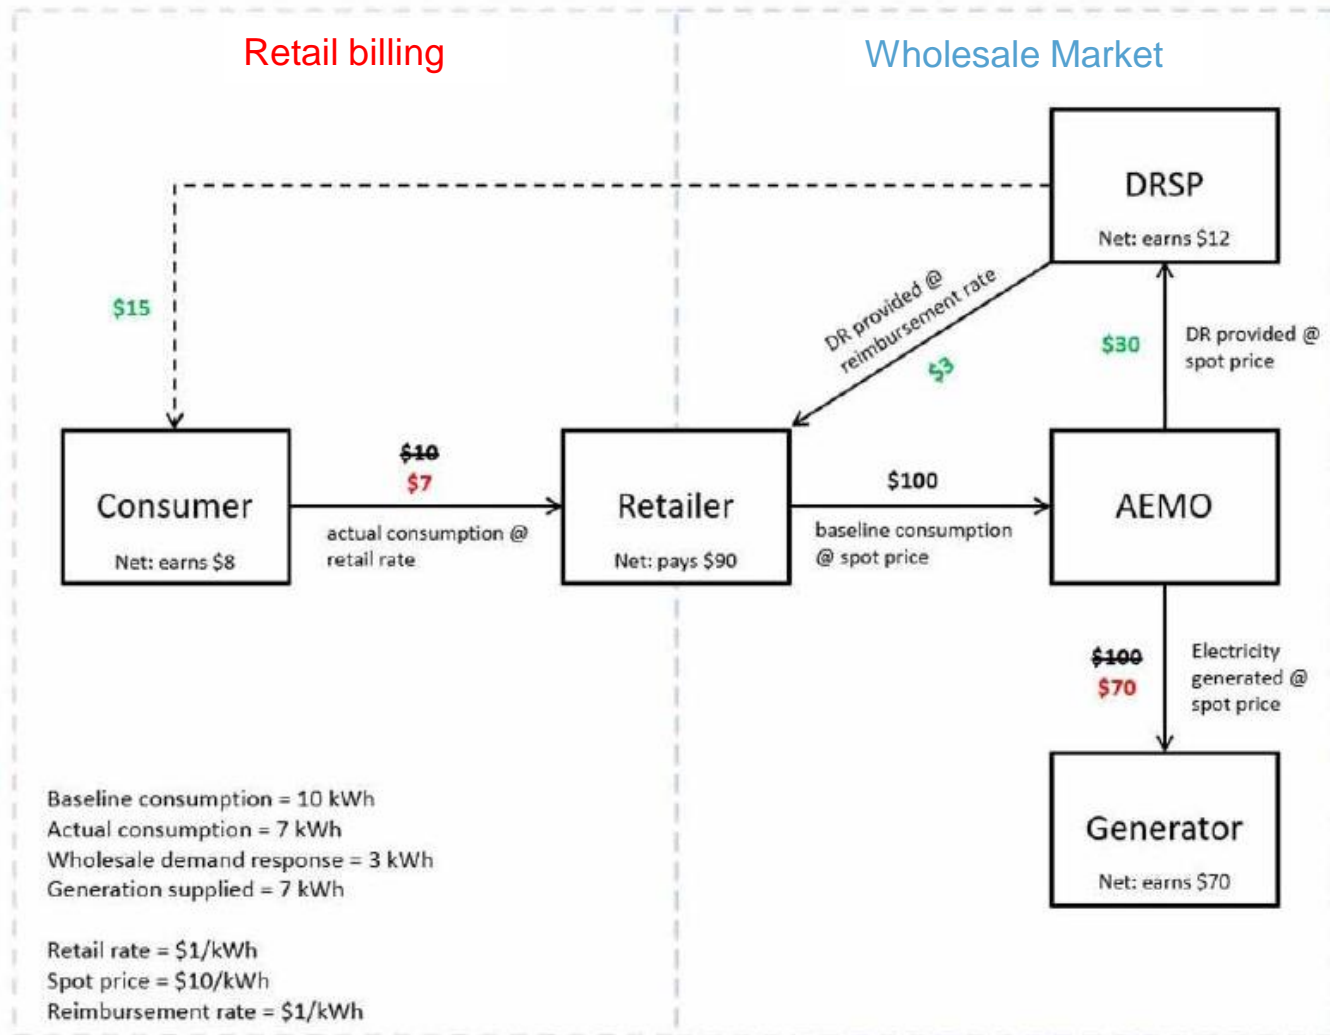 Retail billing
Wholesale Market
DRSP
Net: earns $12
$15
DR provided @
reimbursement rate
$3
$30
DR provided @
spot price
$10
$7
actual consumption @
retail rate
Consumer
Net: earns $8
Retailer
Net: pays $90
$100
baseline consumption
@ spot price
AEMO
$100
$70
Electricity
generated @
spot price
Generator
Net: earns $70
Baseline consumption = 10 kWh
Actual consumption = 7 kWh
Wholesale demand response = 3 kWh
Generation supplied = 7 kWh
Retail rate = $1/kWh
Spot price = $10/kWh
Reimbursement rate = $1/kWh